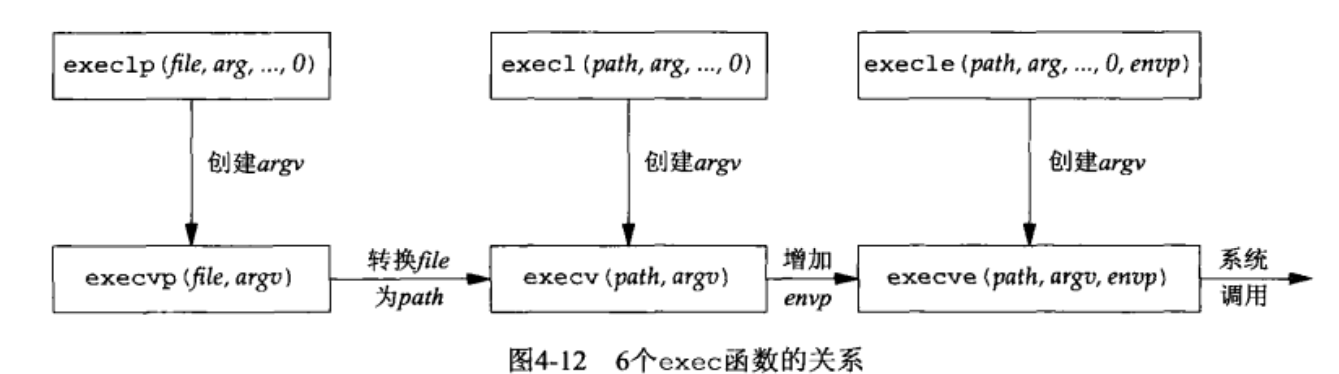 execlp(file, arg, ..., 0)
execl(path, arg, ..., 0)
execle(path, arg, ..., 0, envp)
创建argv
创建argv
创建argv
execvp(file, argv)
转换file
为path
execv(path, argv)
增加
envp
execve(path, argv, envp)
系统
调用
图4-12 6个exec函数的关系